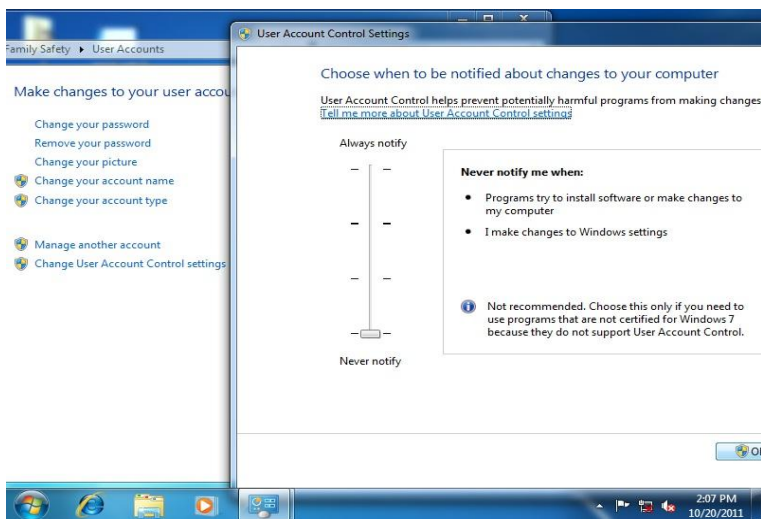 User Account Control Settings
Family Safety ▸ User Accounts
Make changes to your user accou
Change your password
Remove your password
Change your picture
Change your account name
Change your account type
Manage another account
Change User Account Control settings
Choose when to be notified about changes to your computer
User Account Control helps prevent potentially harmful programs from making changes
Tell me more about User Account Control settings
Always notify
Never notify
Never notify me when:
• Programs try to install software or make changes to
my computer
• I make changes to Windows settings
Not recommended. Choose this only if you need to
use programs that are not certified for Windows 7
because they do not support User Account Control.
O
2:07 PM
10/20/2011